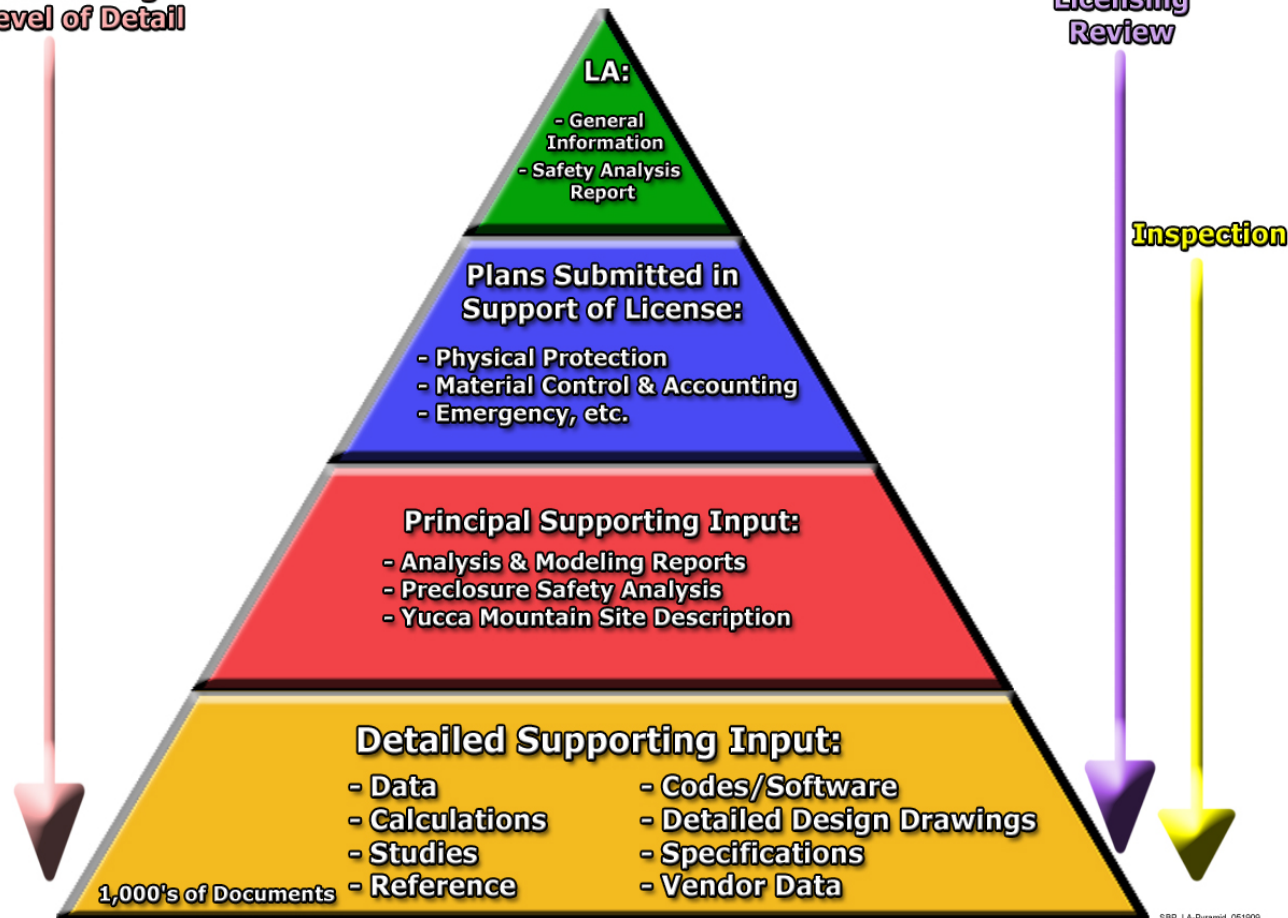 evel of Detail
Licensing
Review
LA:
- General
Information
- Safety Analysis
Report
Inspection
Plans Submitted in
Support of License:
- Physical Protection
- Material Control & Accounting
- Emergency, etc.
Principal Supporting Input:
- Analysis & Modeling Reports
- Preclosure Safety Analysis
- Yucca Mountain Site Description
Detailed Supporting Input:
- Data
- Calculations
- Studies
- Reference
- Codes/Software
- Detailed Design Drawings
- Specifications
- Vendor Data
1,000's of Documents
SBR_LA-Pyramid_051909